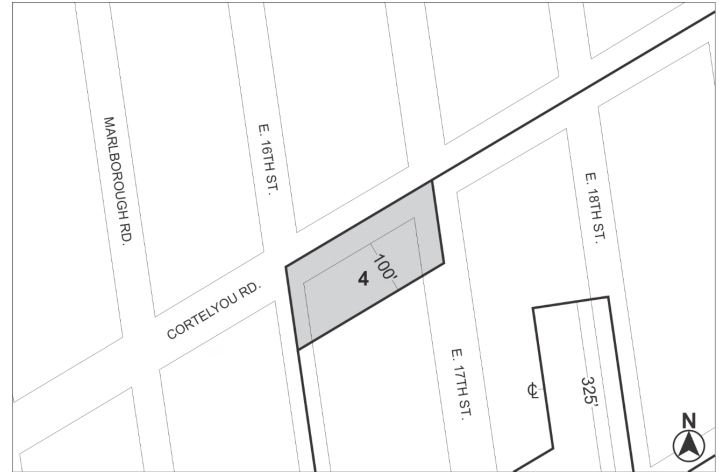 MARLBOROUGH RD.
E. 16TH ST.
E. 18TH ST.
CORTELYOU RD.
4
100'
E. 17TH ST.
℄
325'
N